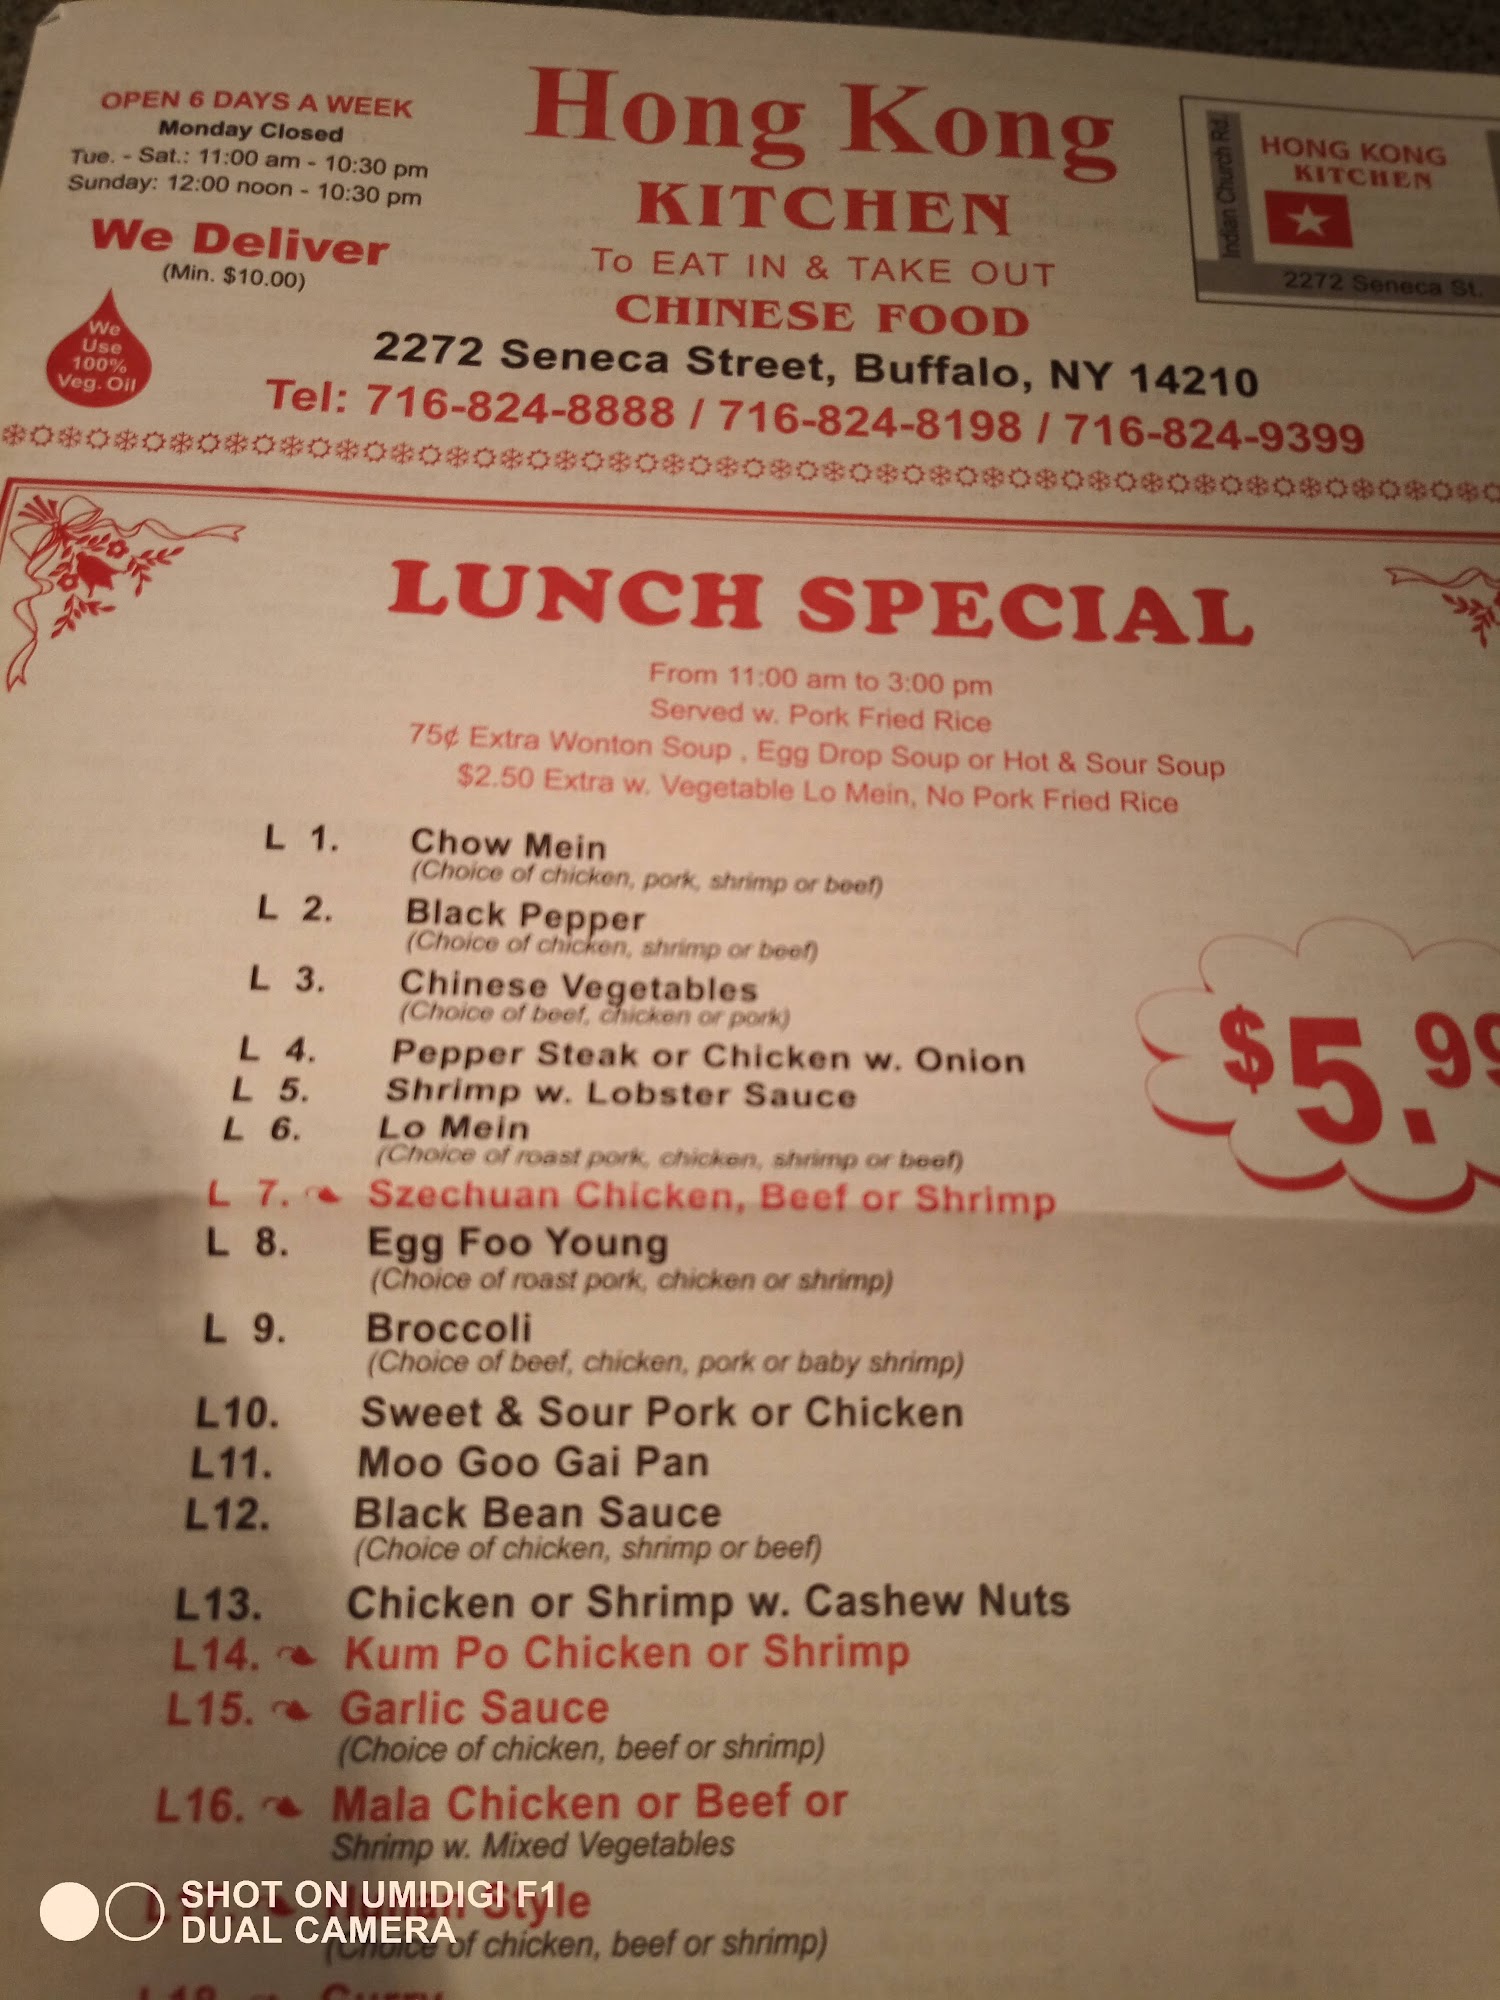 OPEN 6 DAYS A WEEK
Monday Closed
Tue. - Sat.: 11:00 am - 10:30 pm
Sunday: 12:00 noon - 10:30 pm
We Deliver
(Min. $10.00)
We
Use
100%
Veg. Oil
Hong Kong
KITCHEN
To EAT IN & TAKE OUT
CHINESE FOOD
2272 Seneca Street, Buffalo, NY 14210
Tel: 716-824-8888 / 716-824-8198 / 716-824-9399
Indian Church Rd.
HONG KONG
KITCHEN
2272 Seneca St.
LUNCH SPECIAL
From 11:00 am to 3:00 pm
Served w. Pork Fried Rice
75¢ Extra Wonton Soup , Egg Drop Soup or Hot & Sour Soup
$2.50 Extra w. Vegetable Lo Mein, No Pork Fried Rice
L 1. Chow Mein
(Choice of chicken, pork, shrimp or beef)
L 2. Black Pepper
(Choice of chicken, shrimp or beef)
L 3. Chinese Vegetables
(Choice of beef, chicken or pork)
L 4. Pepper Steak or Chicken w. Onion
L 5. Shrimp w. Lobster Sauce
L 6. Lo Mein
(Choice of roast pork, chicken, shrimp or beef)
L 7. Szechuan Chicken, Beef or Shrimp
L 8. Egg Foo Young
(Choice of roast pork, chicken or shrimp)
L 9. Broccoli
(Choice of beef, chicken, pork or baby shrimp)
L10. Sweet & Sour Pork or Chicken
L11. Moo Goo Gai Pan
L12. Black Bean Sauce
(Choice of chicken, shrimp or beef)
L13. Chicken or Shrimp w. Cashew Nuts
L14. Kum Po Chicken or Shrimp
L15. Garlic Sauce
(Choice of chicken, beef or shrimp)
L16. Mala Chicken or Beef or
Shrimp w. Mixed Vegetables
Style
(Choice of chicken, beef or shrimp)
L18. Curry
$5.99
SHOT ON UMIDIGI F1
DUAL CAMERA